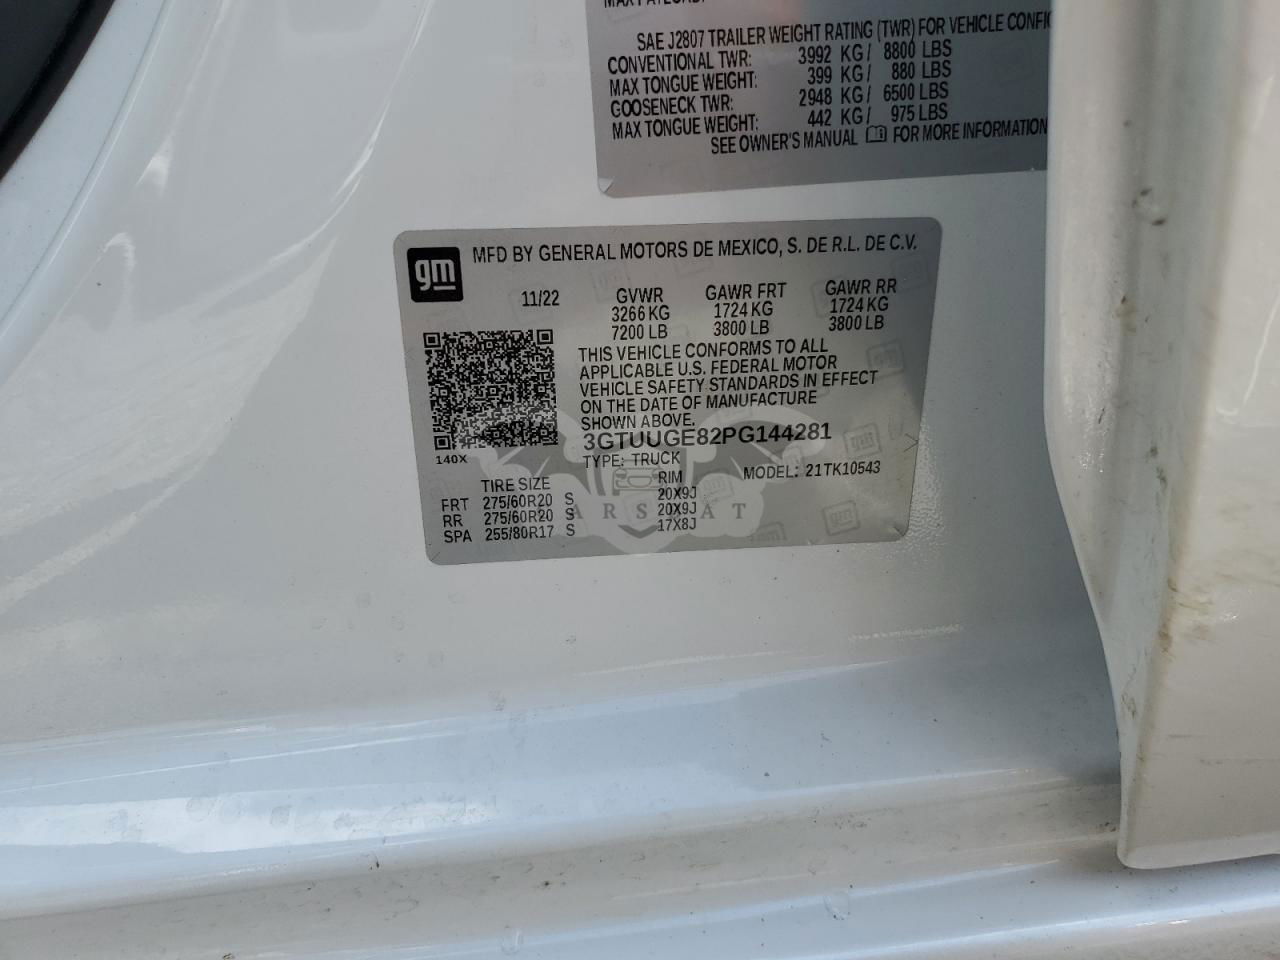 SAE J2807 TRAILER WEIGHT RATING (TWR) FOR VEHICLE
CONVENTIONAL TWR: 3992 KG/ 8800 LBS
MAX TONGUE WEIGHT: 399 KG/ 880 LBS
GOOSENECK TWR: 2948 KG/ 6500 LBS
MAX TONGUE WEIGHT: 442 KG/ 975 LBS
SEE OWNER'S MANUAL FOR MORE INFORMATION
gm
MFD BY GENERAL MOTORS DE MEXICO, S. DE R.L. DE C.V.
11/22 GVWR GAWR FRT GAWR RR
3266 KG 1724 KG 1724 KG
7200 LB 3800 LB 3800 LB
THIS VEHICLE CONFORMS TO ALL
APPLICABLE U.S. FEDERAL MOTOR
VEHICLE SAFETY STANDARDS IN EFFECT
ON THE DATE OF MANUFACTURE
SHOWN ABOVE.
3GTUUGE82PG144281
140X
TYPE: TRUCK MODEL: 21TK10543
TIRE SIZE RIM
FRT 275/60R20 S 20X9J
RR 275/60R20 S 20X9J
SPA 255/80R17 S 17X8J